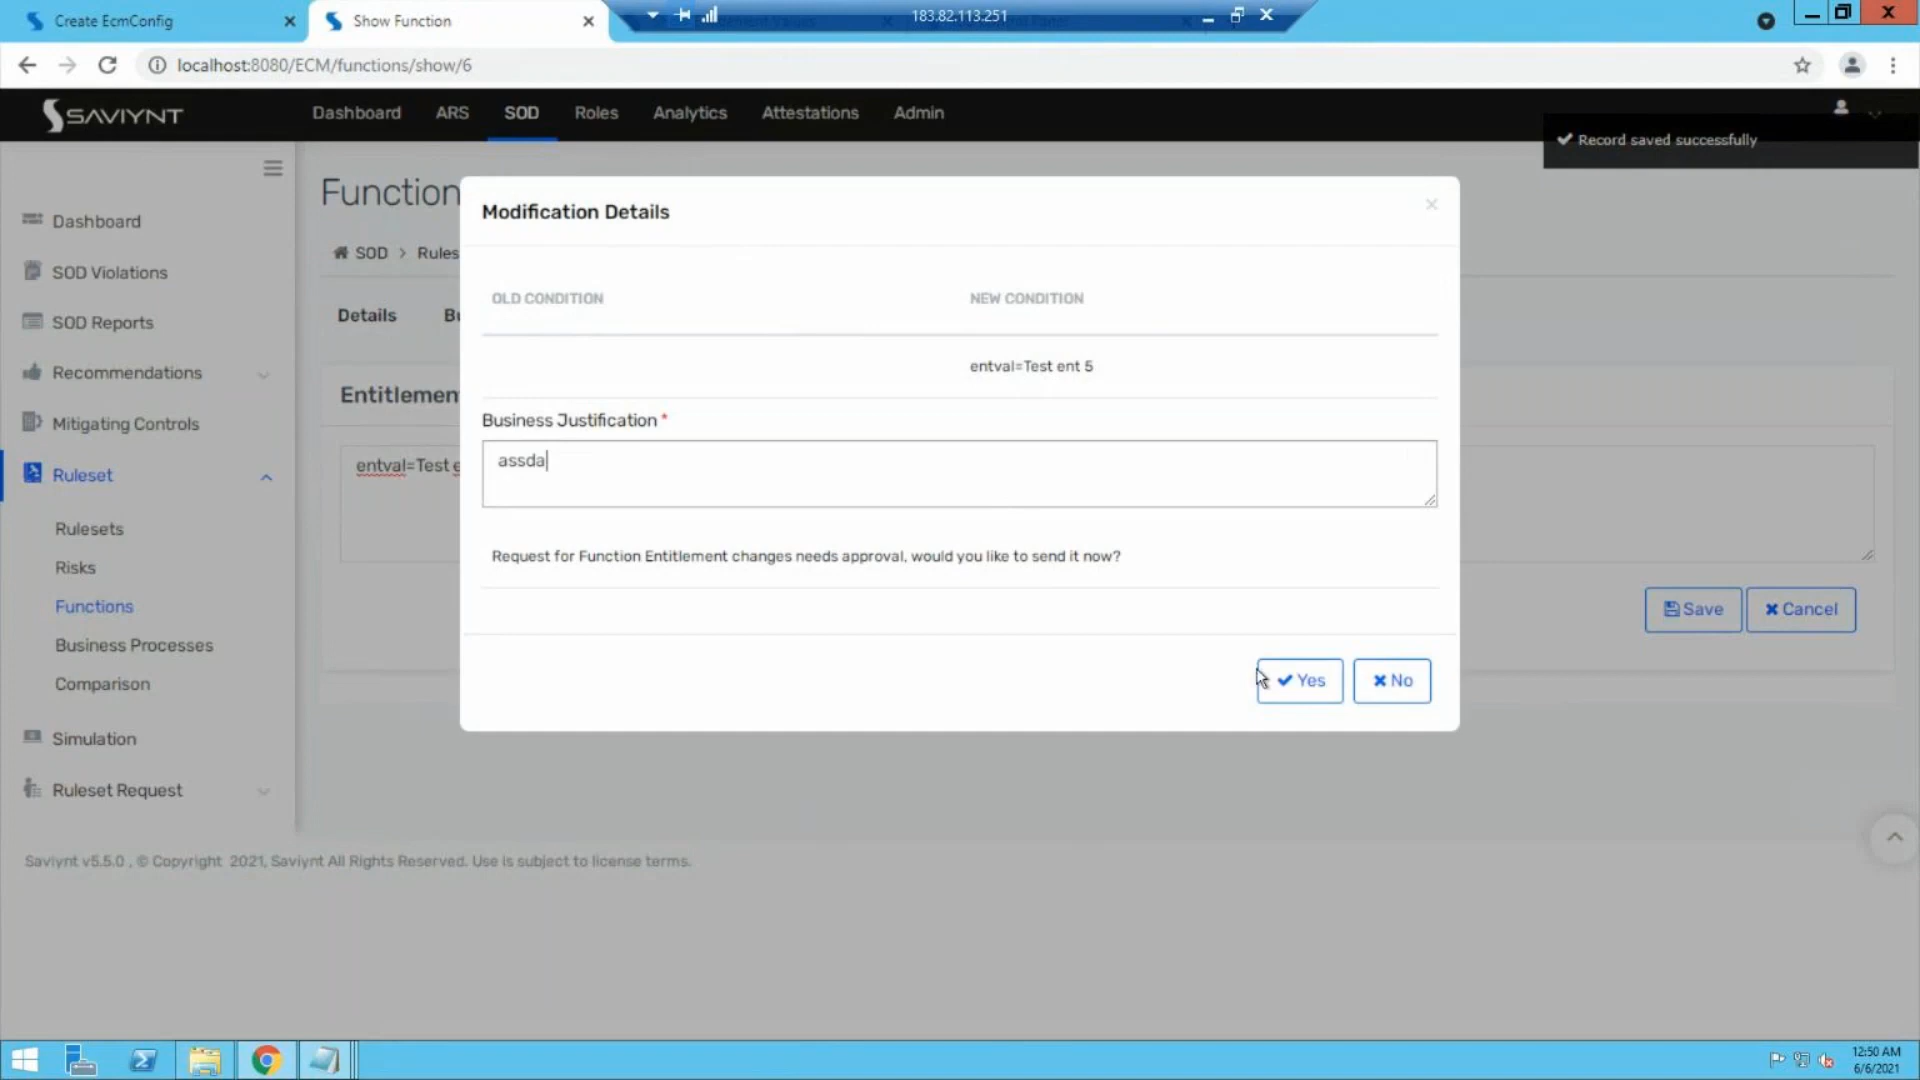 Create EcmConfig
Show Function
183.82.113.251
localhost:8080/ECM/functions/show/6
SAVIYNT
Dashboard
ARS
SOD
Roles
Analytics
Attestations
Admin
Record saved successfully
Function
SOD > Rules
Details
Entitlemen
entval=Test e
Dashboard
SOD Violations
SOD Reports
Recommendations
Mitigating Controls
Ruleset
Rulesets
Risks
Functions
Business Processes
Comparison
Simulation
Ruleset Request
Modification Details
OLD CONDITION
NEW CONDITION
entval=Test ent 5
Business Justification *
assda
Request for Function Entitlement changes needs approval, would you like to send it now?
Yes
No
Save
Cancel
Saviynt v5.5.0 , © Copyright 2021, Saviynt All Rights Reserved. Use is subject to license terms.
12:50 AM
6/6/2021